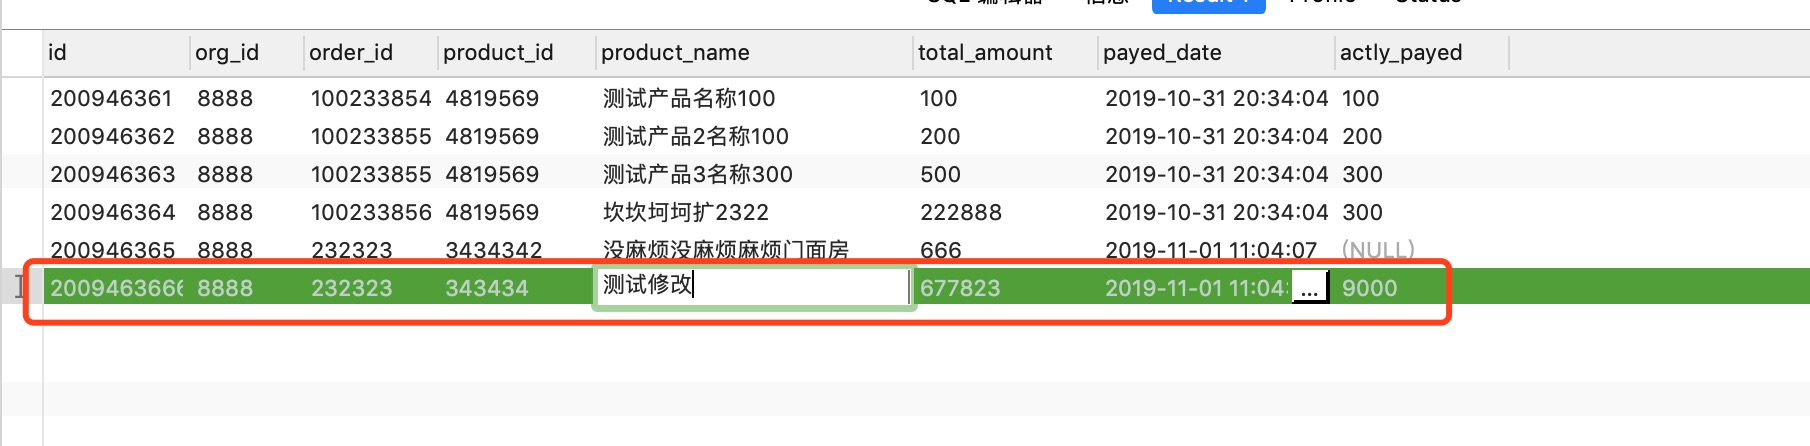 id org_id order_id product_id product_name total_amount payed_date actly_payed
200946361 8888 100233854 4819569 测试产品名称100 100 2019-10-31 20:34:04 100
200946362 8888 100233855 4819569 测试产品2名称100 200 2019-10-31 20:34:04 200
200946363 8888 100233855 4819569 测试产品3名称300 500 2019-10-31 20:34:04 300
200946364 8888 100233856 4819569 坎坎坷坷扩2322 222888 2019-10-31 20:34:04 300
200946365 8888 232323 3434342 没麻烦没麻烦麻烦门面房 666 2019-11-01 11:04:07 (NULL)
2009463666 8888 232323 343434 测试修改 677823 2019-11-01 11:04: ... 9000